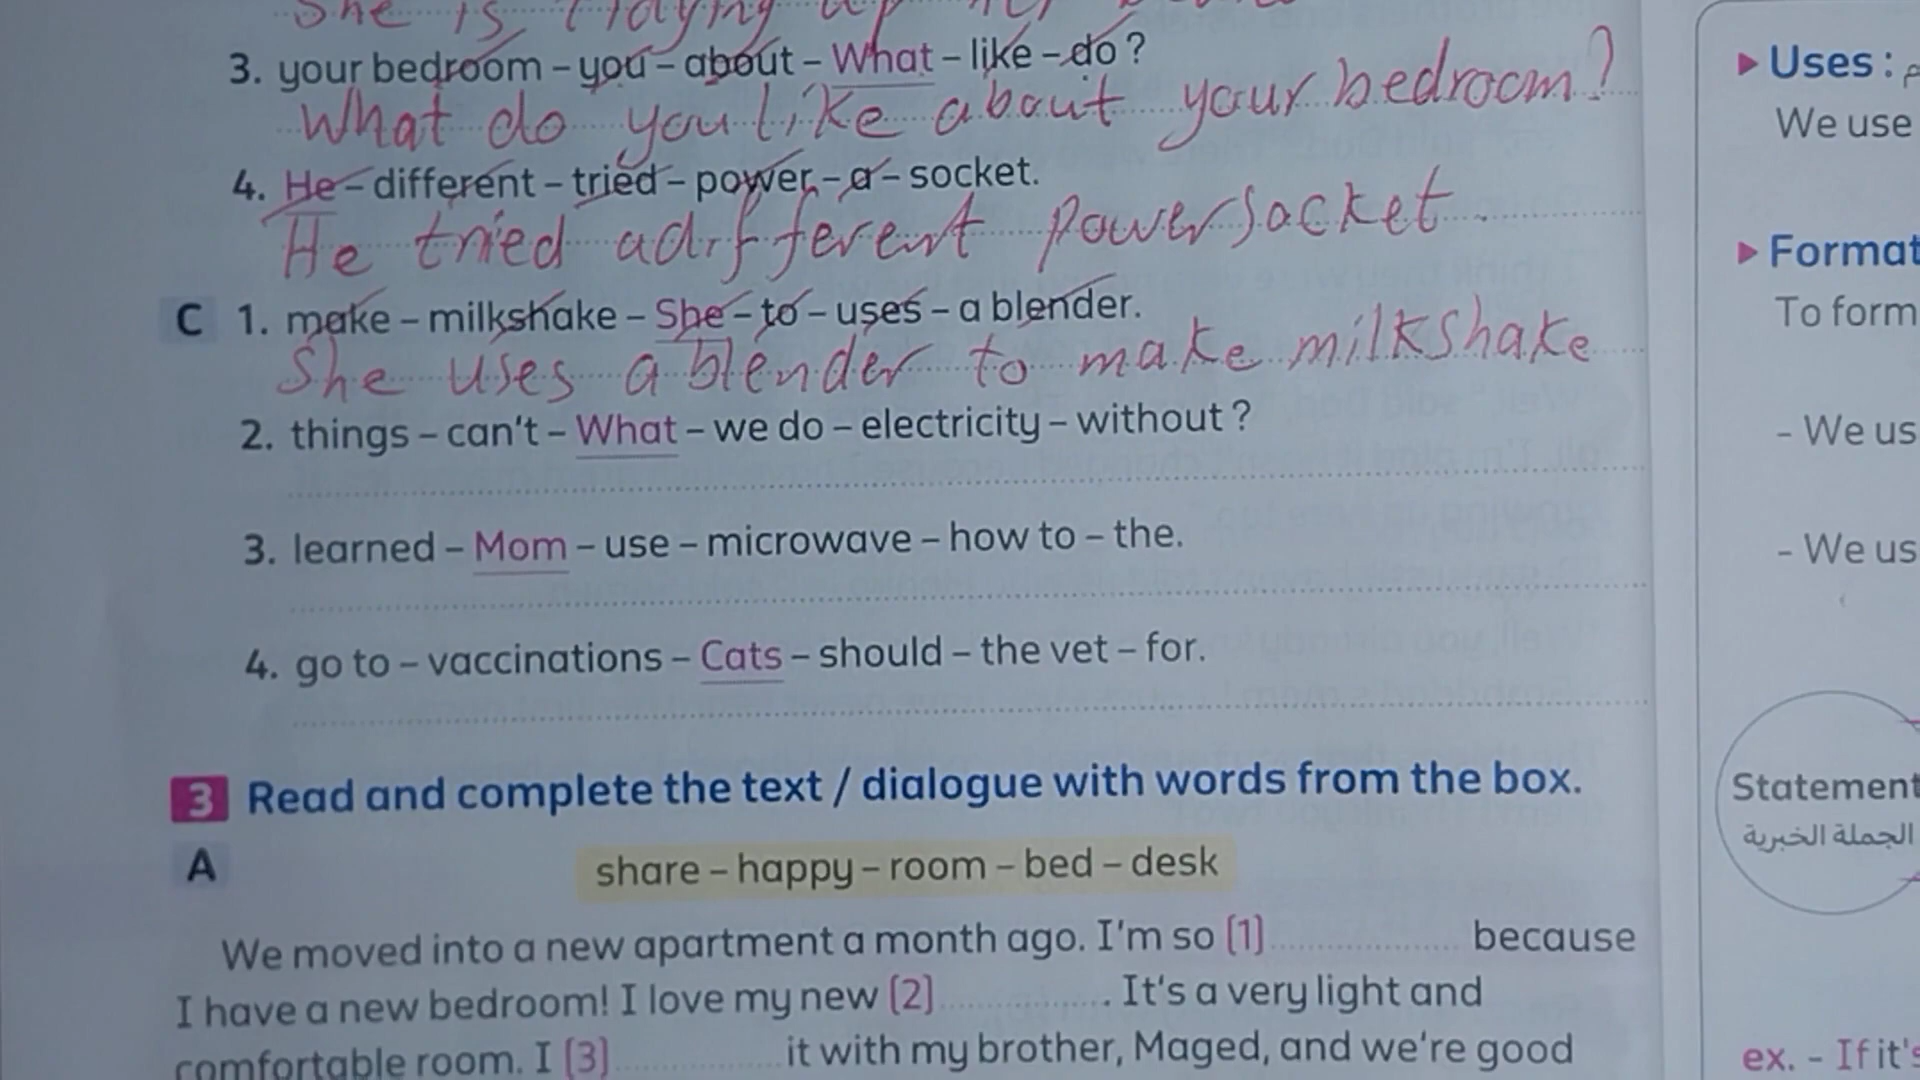 She is
3. your bedroom – you – about – What – like – do ?
What do you like about your bedroom?
4. He – different – tried – power – a – socket.
He tried a different power socket.
C 1. make – milkshake – She – to – uses – a blender.
She uses a blender to make milkshake
2. things – can't – What – we do – electricity – without ?
3. learned – Mom – use – microwave – how to – the.
4. go to – vaccinations – Cats – should – the vet – for.
3 Read and complete the text / dialogue with words from the box.
A
share – happy – room – bed – desk
We moved into a new apartment a month ago. I'm so (1) .................... because
I have a new bedroom! I love my new (2) .................... . It's a very light and
comfortable room. I (3) .................... it with my brother, Maged, and we're good
▶ Uses :
We use
▶ Format
To form
- We us
- We us
Statement
الجملة الخبرية
ex. - If it's